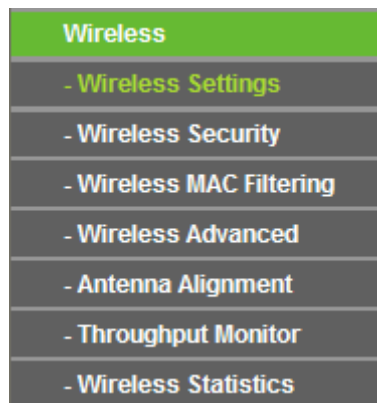 Wireless
- Wireless Settings
- Wireless Security
- Wireless MAC Filtering
- Wireless Advanced
- Antenna Alignment
- Throughput Monitor
- Wireless Statistics